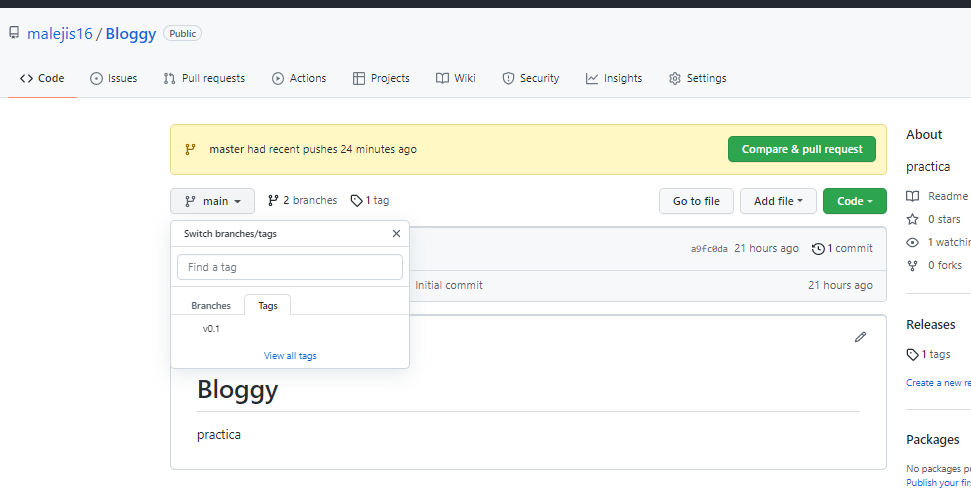 malejis16 / Bloggy Public
Code Issues Pull requests Actions Projects Wiki Security Insights Settings
master had recent pushes 24 minutes ago Compare & pull request
main 2 branches 1 tag Go to file Add file Code
Switch branches/tags
Find a tag
Branches Tags
v0.1
View all tags
a9fc0da 21 hours ago 1 commit
Initial commit 21 hours ago
Bloggy
practica
About
practica
Readme
0 stars
1 watchin
0 forks
Releases
1 tags
Create a new re
Packages
No packages pu
Publish your firs